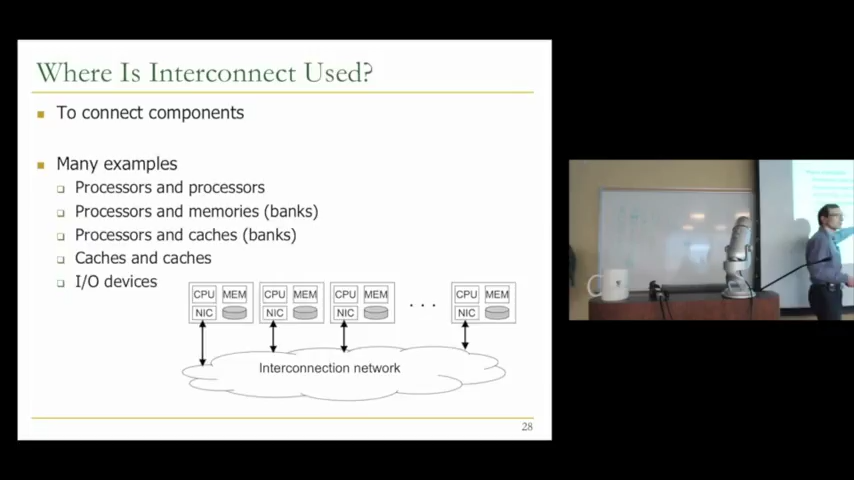 Where Is Interconnect Used?
To connect components
Many examples
Processors and processors
Processors and memories (banks)
Processors and caches (banks)
Caches and caches
I/O devices
CPU MEM CPU MEM CPU MEM . . . CPU MEM
NIC NIC NIC NIC
Interconnection network
28